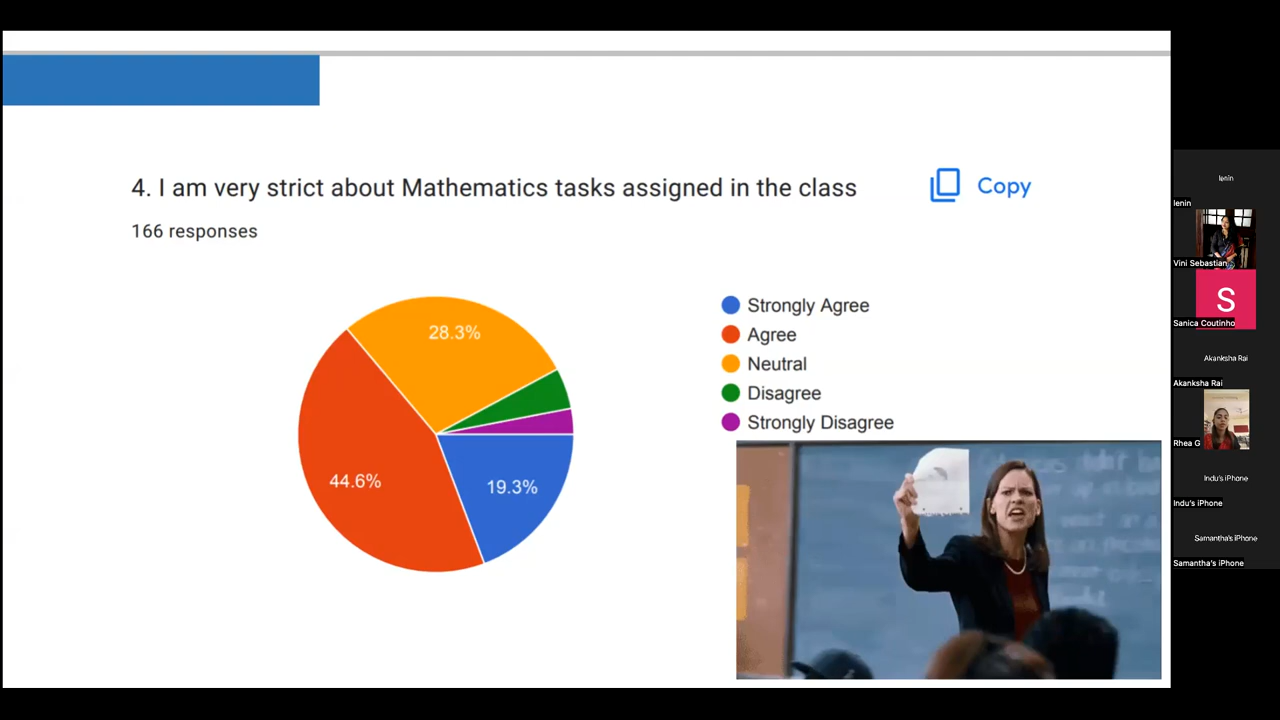 4. I am very strict about Mathematics tasks assigned in the class
Copy
166 responses
28.3%
44.6%
19.3%
Strongly Agree
Agree
Neutral
Disagree
Strongly Disagree
lenin
lenin
Vini Sebastian
S
Sanica Coutinho
Akanksha Rai
Akanksha Rai
Rhea G
Indu's iPhone
Indu's iPhone
Samantha's iPhone
Samantha's iPhone